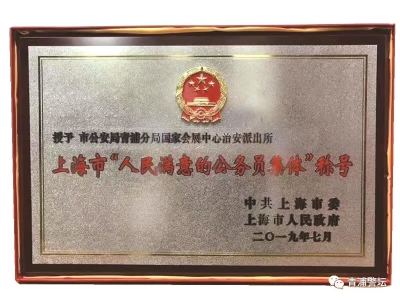 授予 市公安局青浦分局国家会展中心治安派出所
上海市“人民满意的公务员集体”称号
中共上海市委
上海市人民政府
二〇一九年七月
青浦警坛